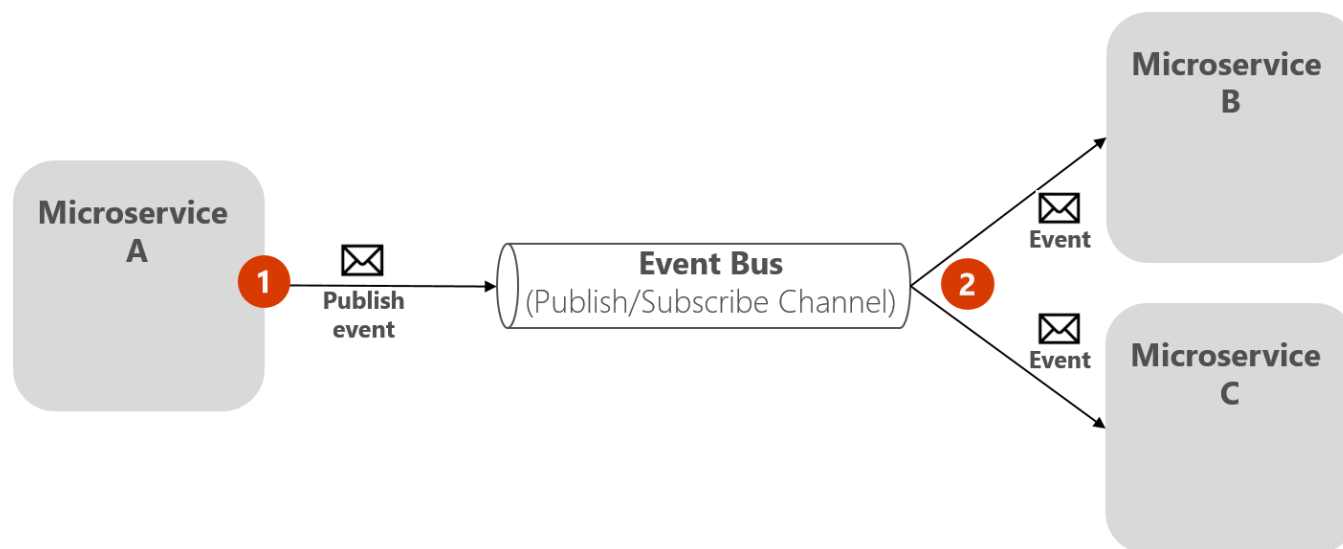 Microservice
A
1
Publish
event
Event Bus
(Publish/Subscribe Channel)
2
Event
Event
Microservice
B
Microservice
C